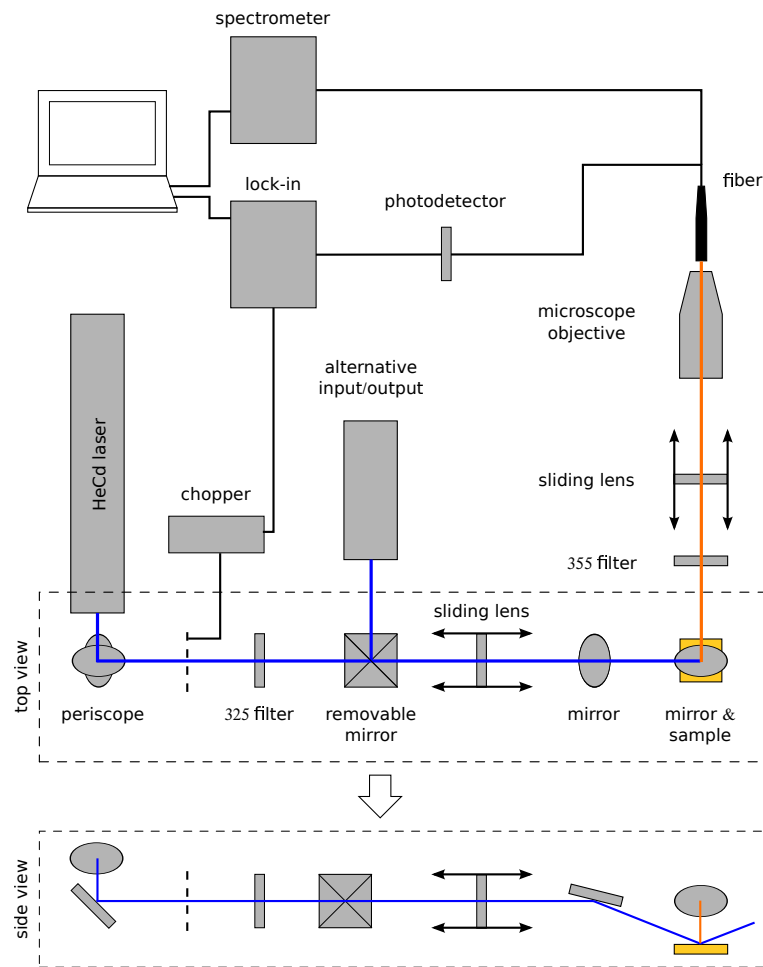 spectrometer
lock-in
photodetector
fiber
microscope
objective
alternative
input/output
HeCd laser
chopper
sliding lens
355 filter
sliding lens
top view
periscope
325 filter
removable
mirror
mirror
mirror &
sample
side view